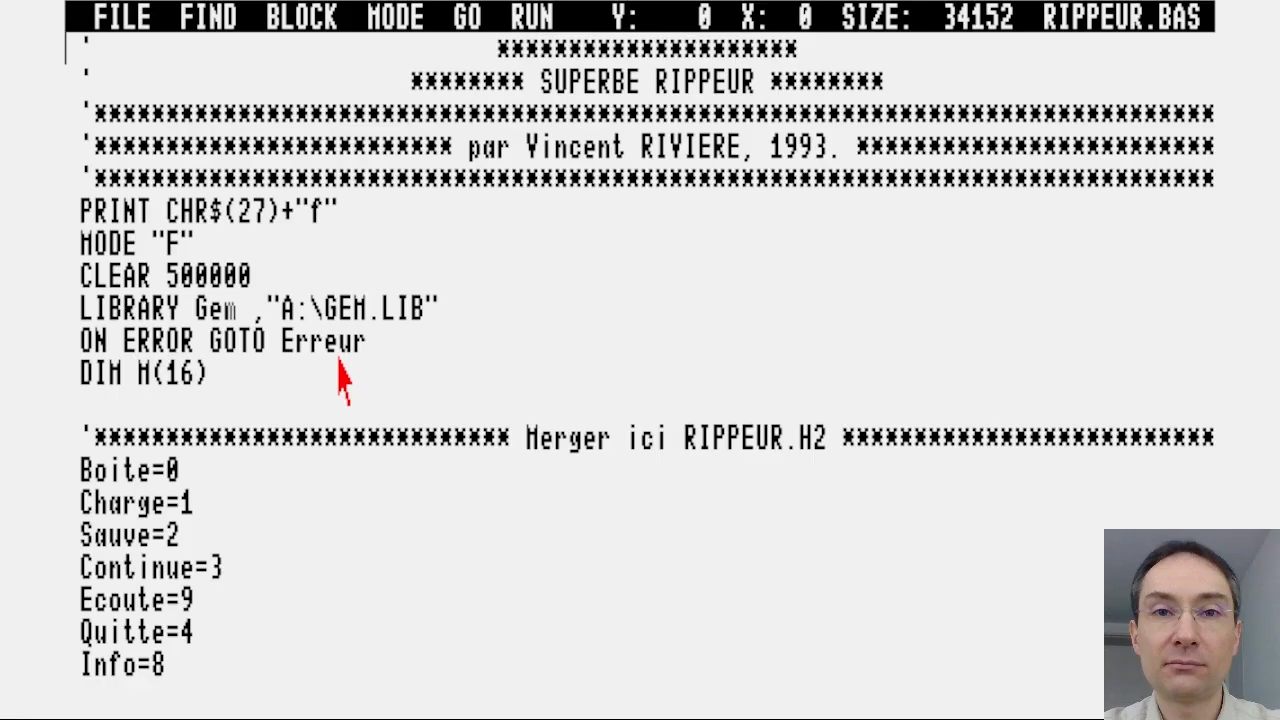 FILE FIND BLOCK MODE GO RUN Y: 0 X: 0 SIZE: 34152 RIPPEUR.BAS
' *********************
' ******** SUPERBE RIPPEUR ********
'******************************************************************************
'************************* par Vincent RIVIERE, 1993. *************************
'******************************************************************************
PRINT CHR$(27)+"f"
MODE "F"
CLEAR 500000
LIBRARY Gem ,"A:\GEM.LIB"
ON ERROR GOTO Erreur
DIM M(16)
'***************************** Merger ici RIPPEUR.H2 **************************
Boite=0
Charge=1
Sauve=2
Continue=3
Ecoute=9
Quitte=4
Info=8